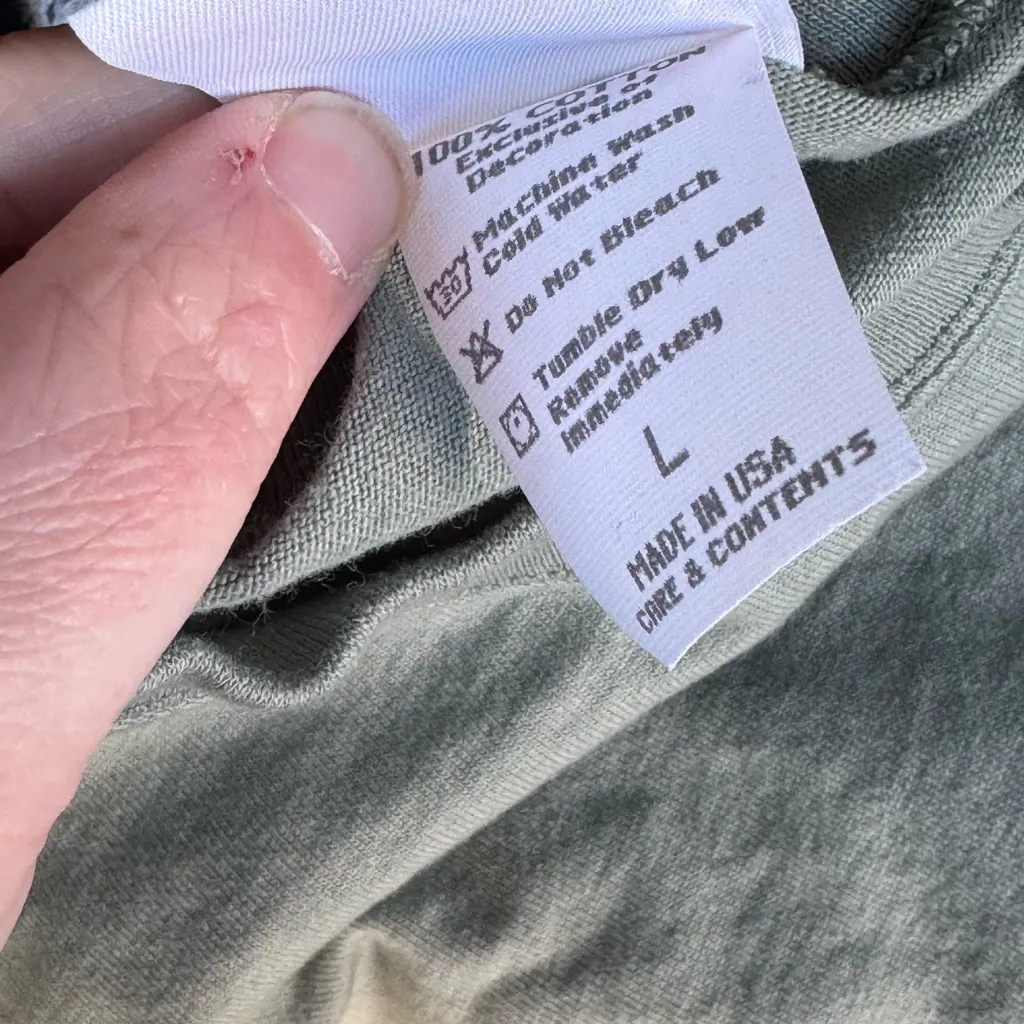 100% COTTON
Exclusive of
Decoration
Machine Wash
Cold Water
30
Do Not Bleach
Tumble Dry Low
Remove
Immediately
L
MADE IN USA
CARE & CONTENTS